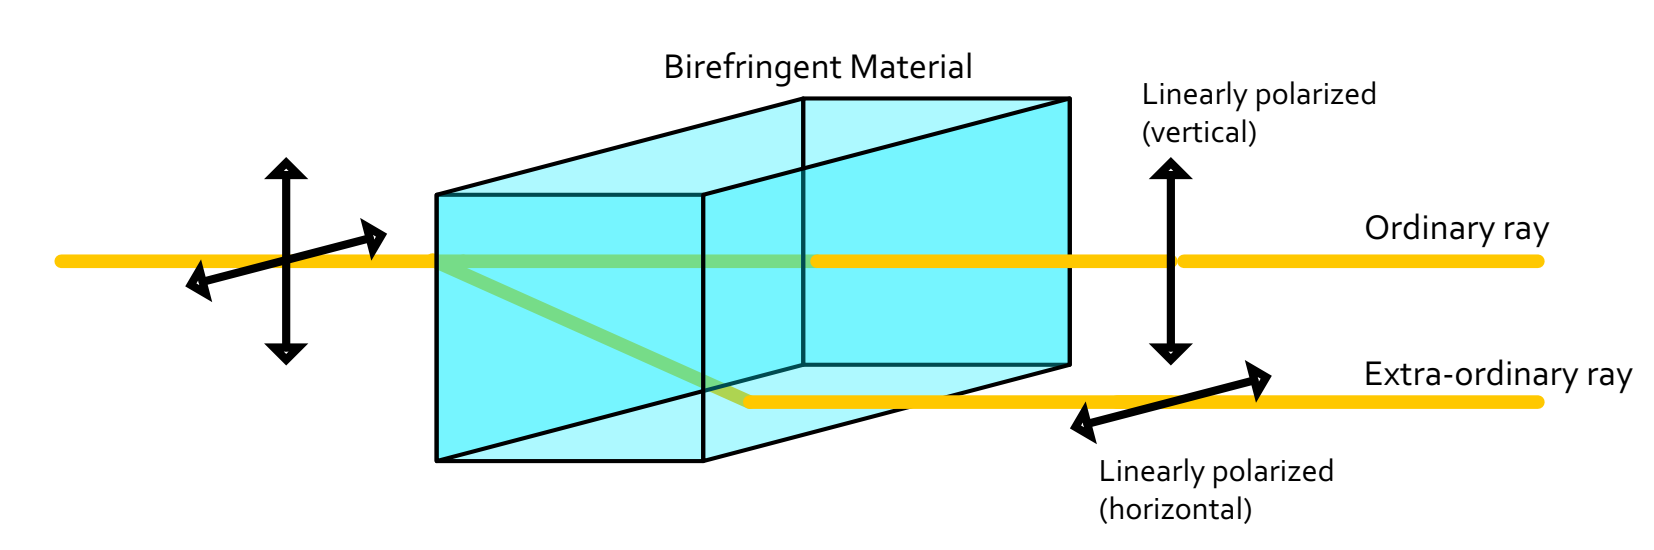 Birefringent Material
Linearly polarized
(vertical)
Ordinary ray
Extra-ordinary ray
Linearly polarized
(horizontal)